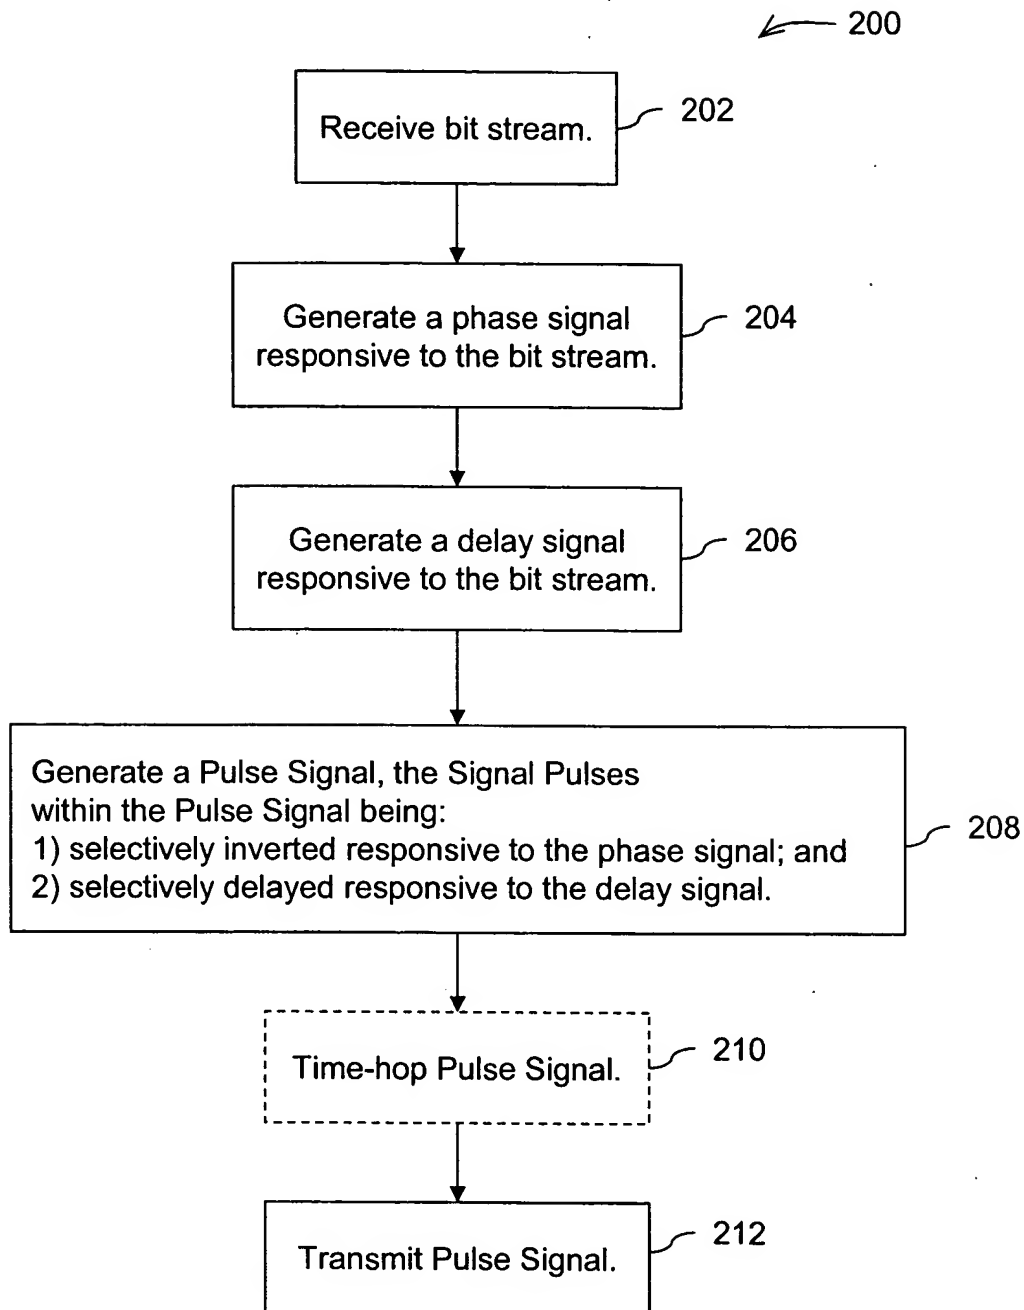 200
Receive bit stream.
202
Generate a phase signal
responsive to the bit stream.
204
Generate a delay signal
responsive to the bit stream.
206
Generate a Pulse Signal, the Signal Pulses
within the Pulse Signal being:
1) selectively inverted responsive to the phase signal; and
2) selectively delayed responsive to the delay signal.
208
Time-hop Pulse Signal.
210
Transmit Pulse Signal.
212